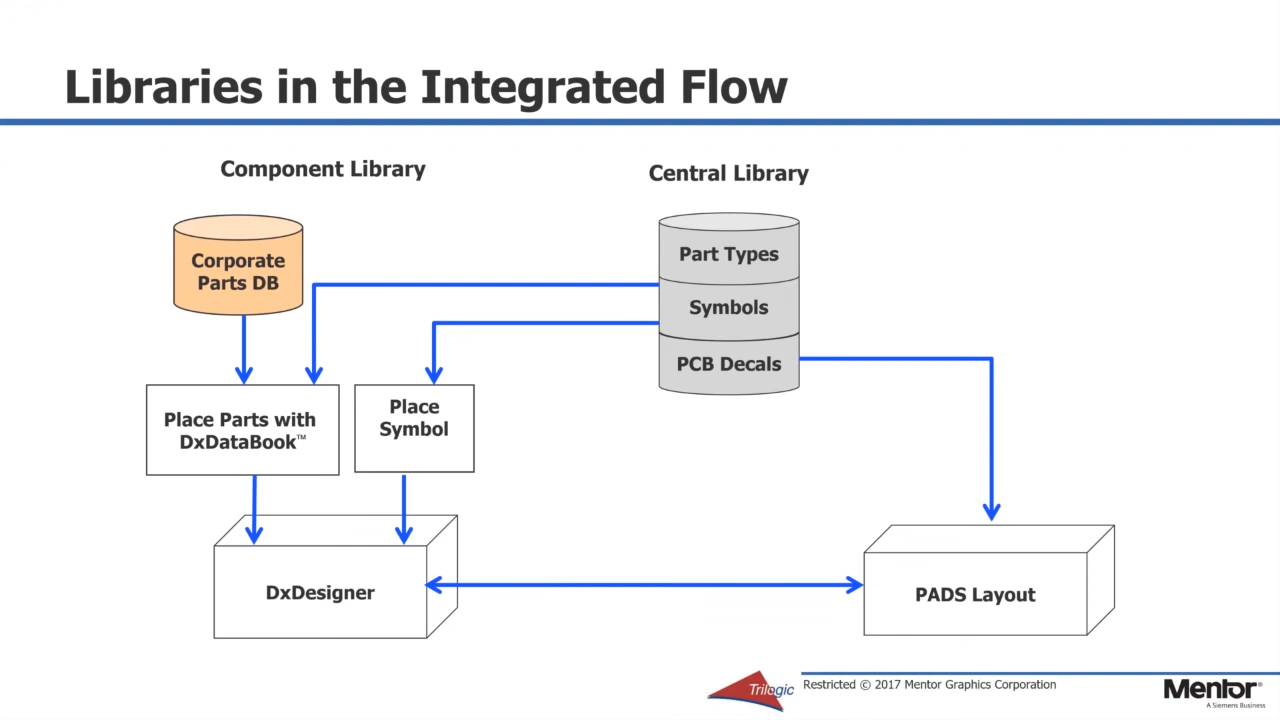 Libraries in the Integrated Flow
Component Library
Central Library
Corporate
Parts DB
Part Types
Symbols
PCB Decals
Place Parts with
DxDataBook™
Place
Symbol
DxDesigner
PADS Layout
Trilogic
Restricted © 2017 Mentor Graphics Corporation
Mentor®
A Siemens Business